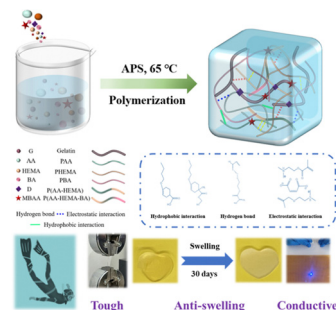 APS, 65 °C
Polymerization
G Gelatin
AA PAA
HEMA PHEMA
BA PBA
D P(AA-HEMA)
MBAA P(AA-HEMA-BA)
Hydrogen bond Electrostatic interaction
Hydrophobic interaction
Hydrophobic interaction Hydrogen bond Electrostatic interaction
Swelling
30 days
Tough Anti-swelling Conductive